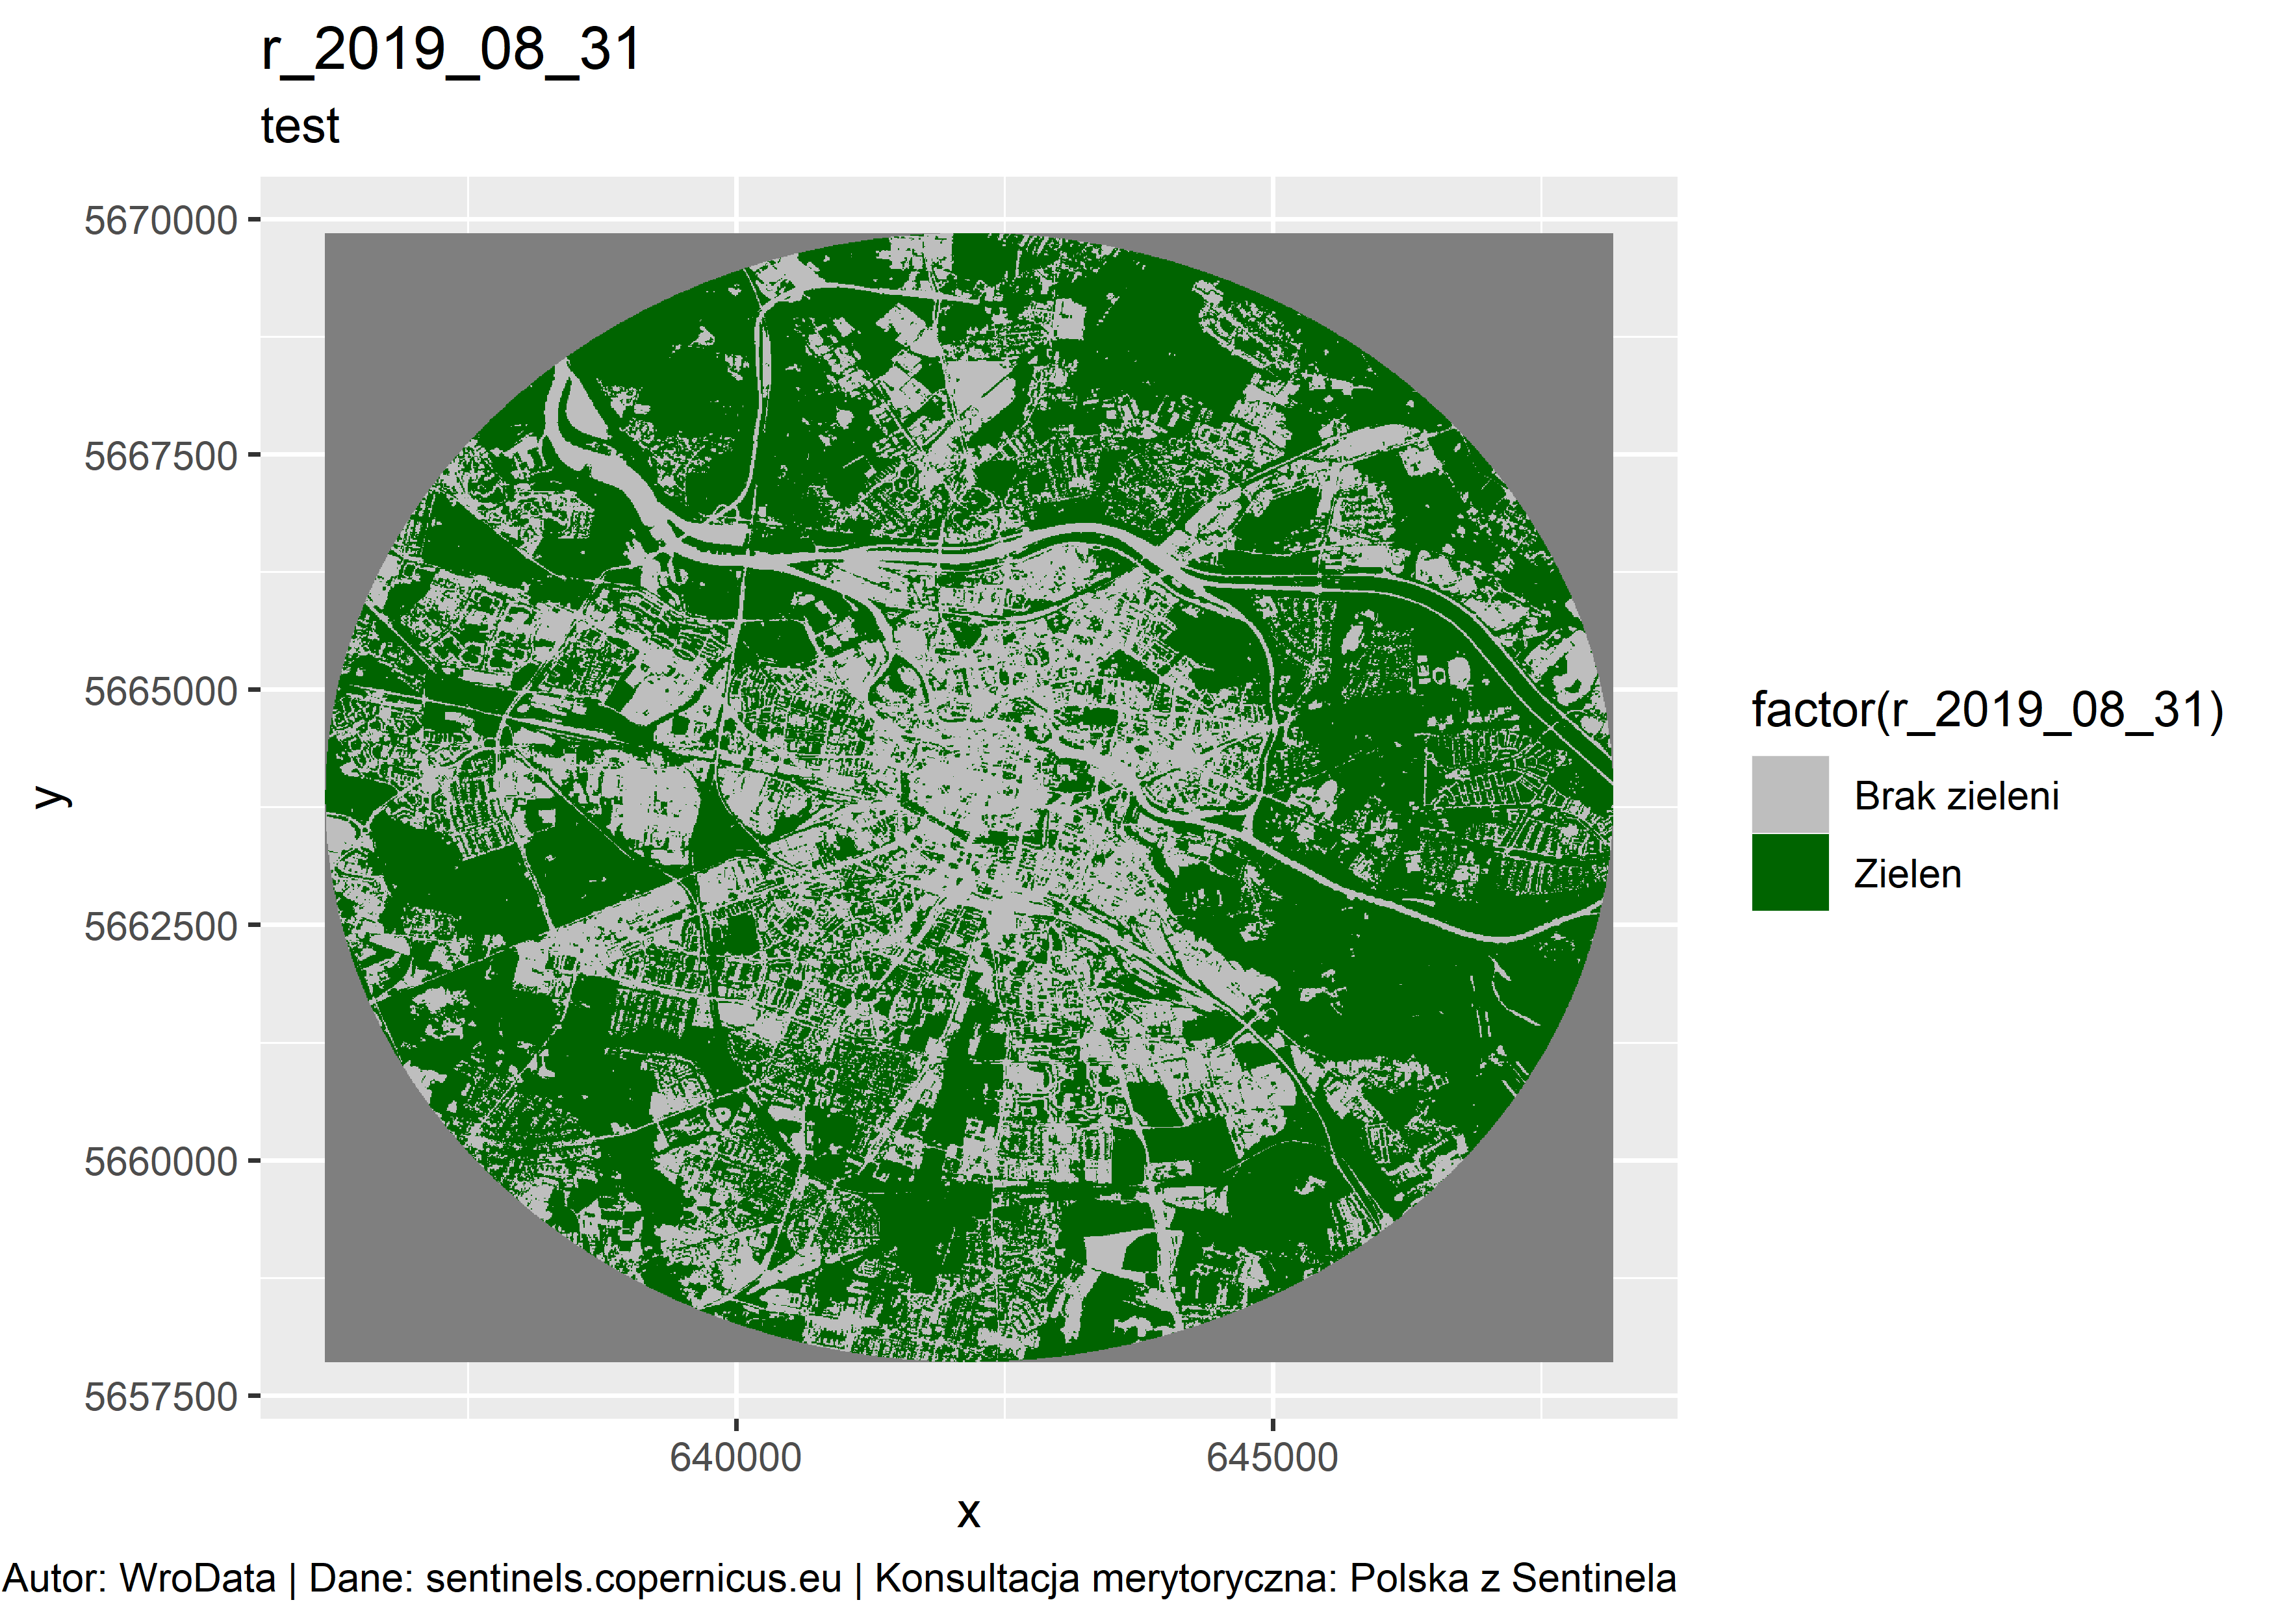 r_2019_08_31
test
5670000
5667500
5665000
5662500
5660000
5657500
y
640000 645000
x
factor(r_2019_08_31)
Brak zieleni
Zielen
Autor: WroData | Dane: sentinels.copernicus.eu | Konsultacja merytoryczna: Polska z Sentinela